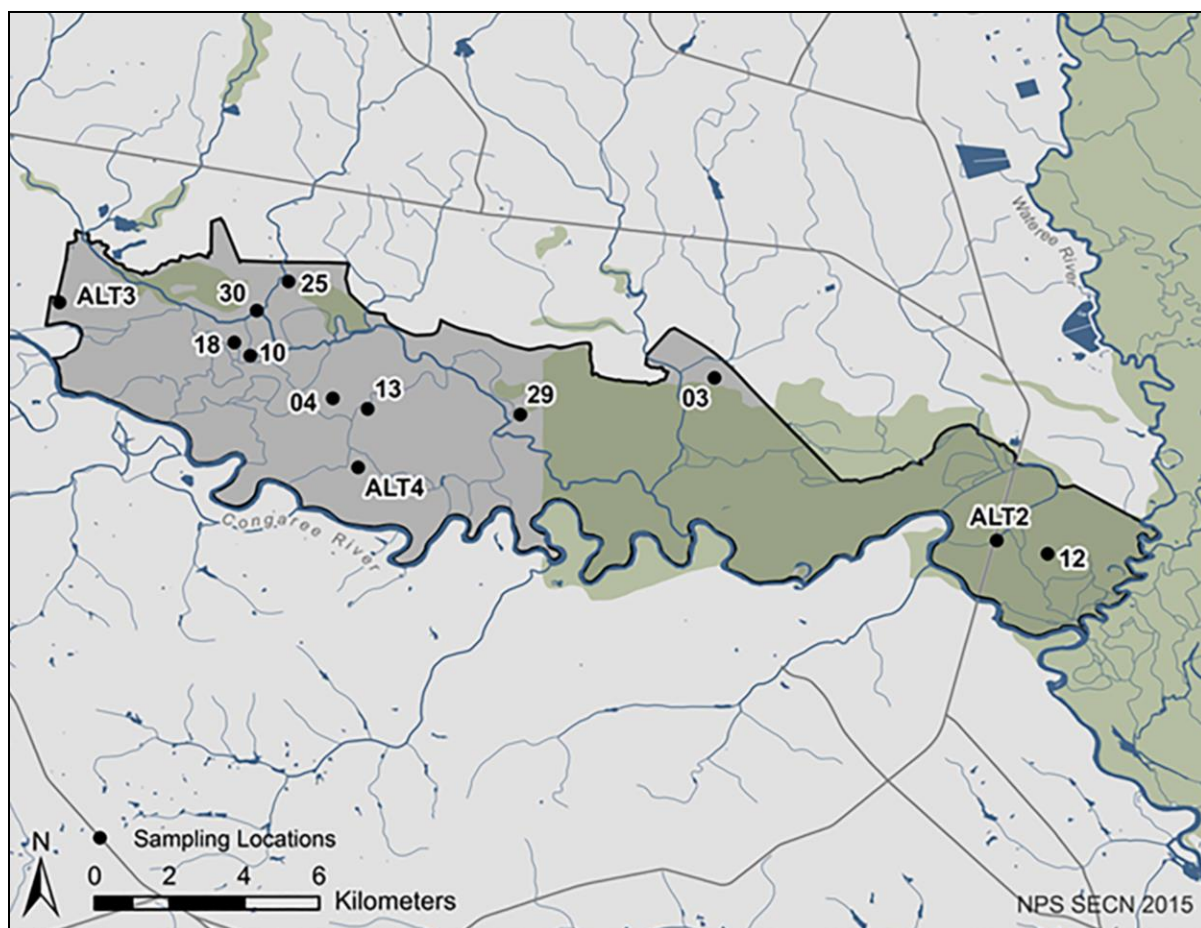 Wateree River
25
30
ALT3
18
10
04
13
29
03
ALT4
Congaree River
ALT2
12
N
Sampling Locations
0 2 4 6
Kilometers
NPS SECN 2015